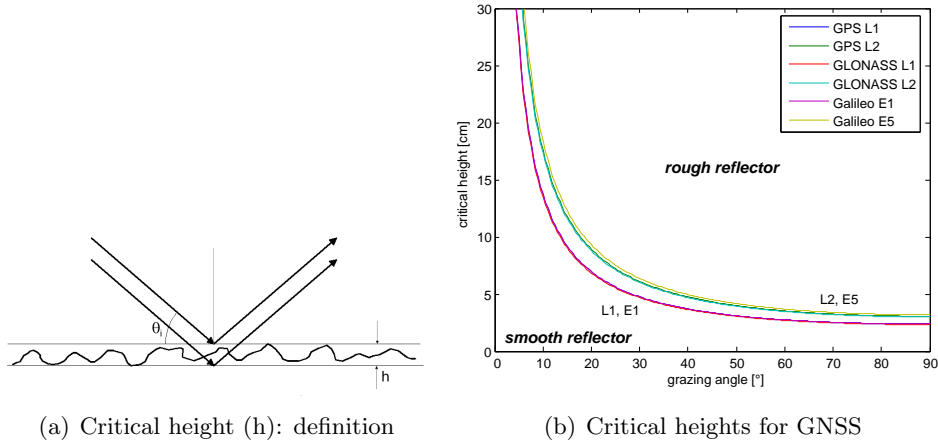 θi
h
(a) Critical height (h): definition
30
25
20
15
10
5
0
critical height [cm]
GPS L1
GPS L2
GLONASS L1
GLONASS L2
Galileo E1
Galileo E5
rough reflector
L1, E1
L2, E5
smooth reflector
0 10 20 30 40 50 60 70 80 90
grazing angle [°]
(b) Critical heights for GNSS